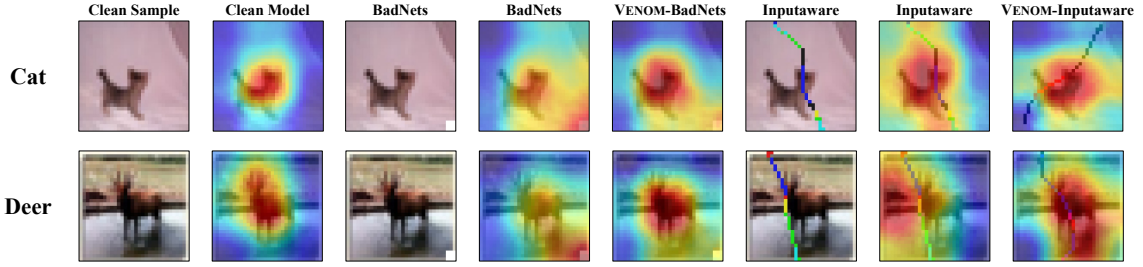 Clean Sample Clean Model BadNets BadNets VENOM-BadNets Inputaware Inputaware VENOM-Inputaware
Cat
Deer